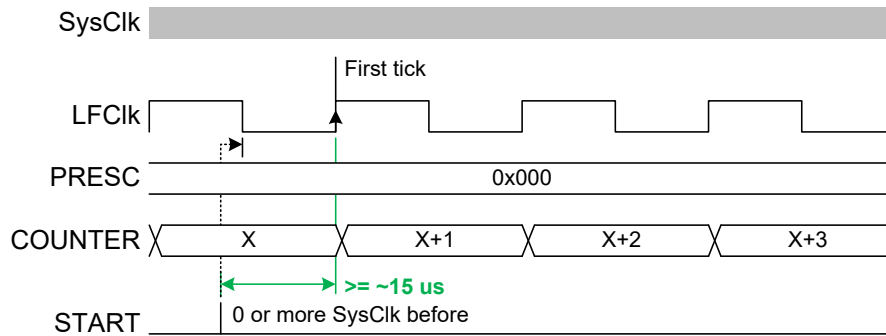 SysClk
First tick
LFClk
PRESC
0x000
COUNTER
X
X+1
X+2
X+3
>= ~15 us
0 or more SysClk before
START